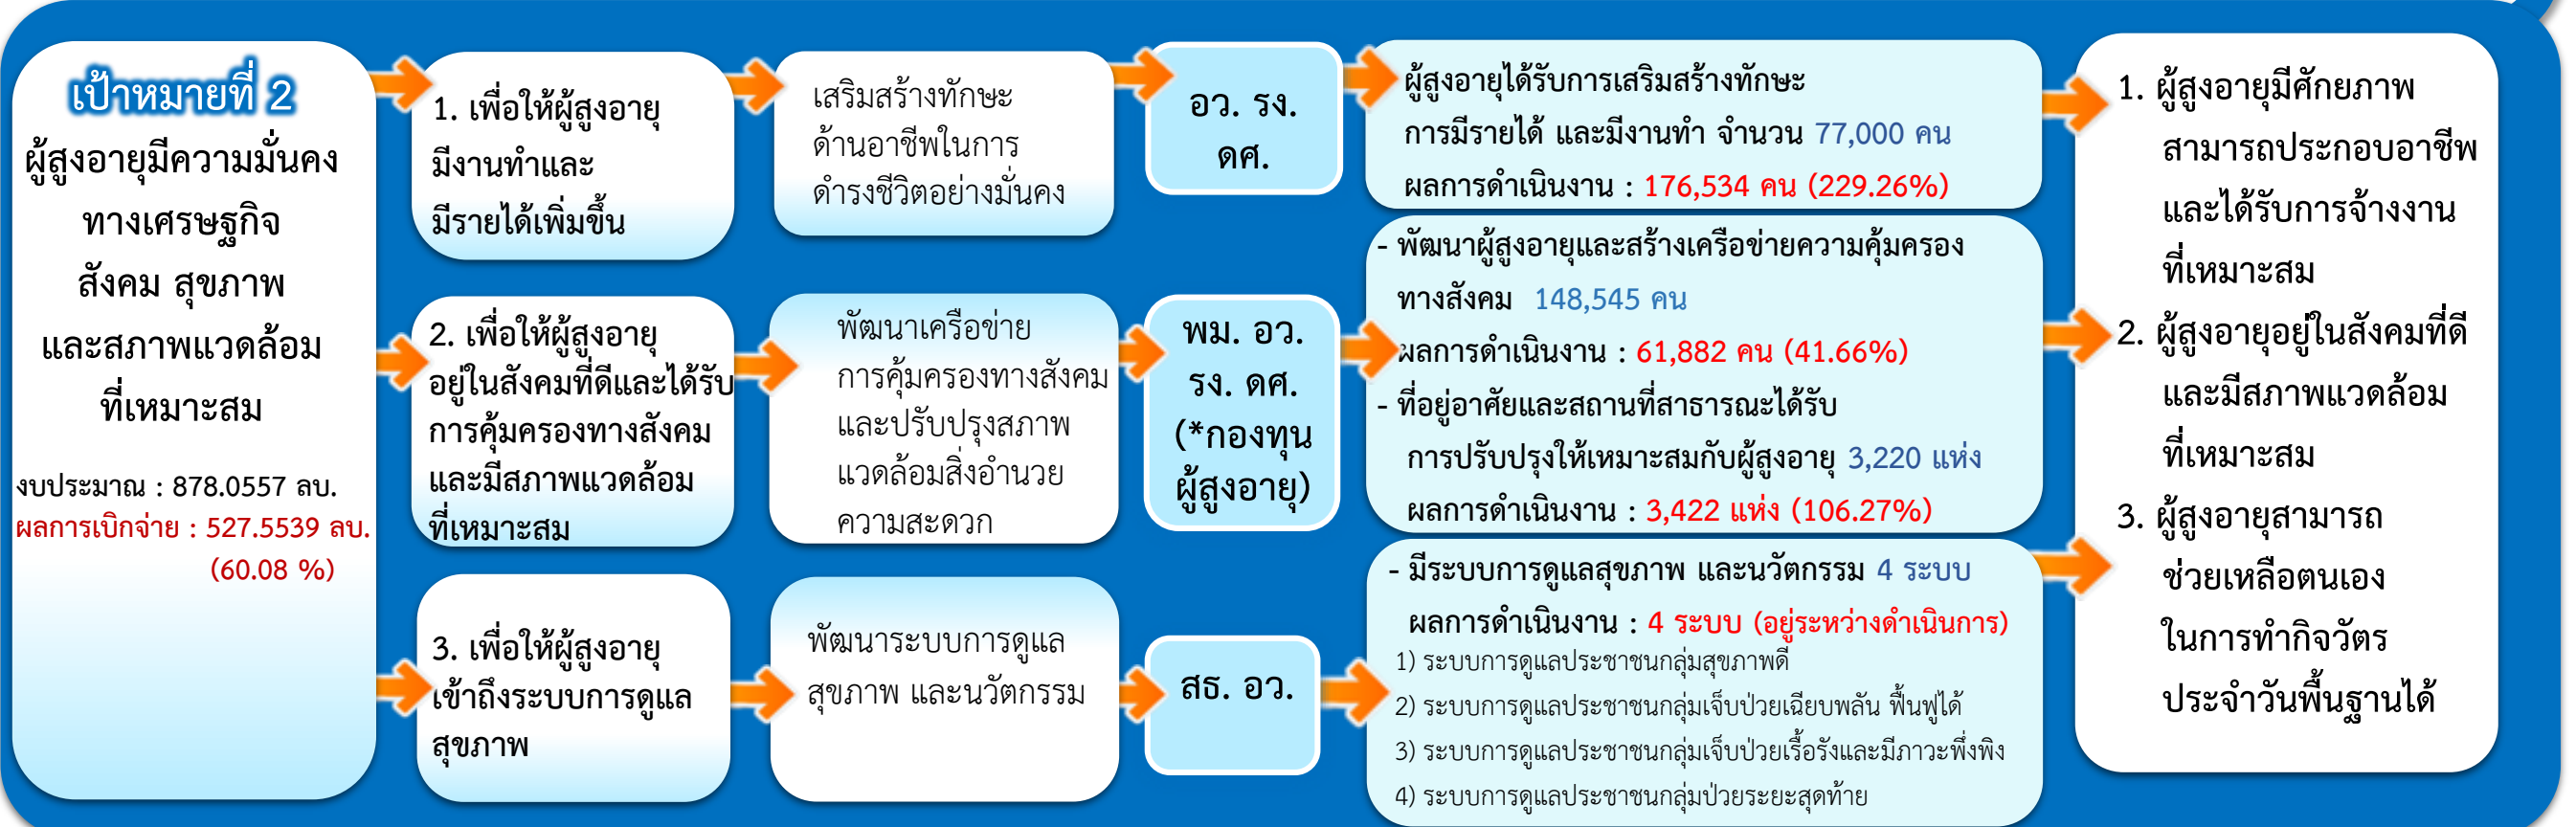 เป้าหมายที่ 2
ผู้สูงอายุมีความมั่นคง
ทางเศรษฐกิจ
สังคม สุขภาพ
และสภาพแวดล้อม
ที่เหมาะสม
งบประมาณ : 878.0557 ลบ.
ผลการเบิกจ่าย : 527.5539 ลบ.
(60.08 %)
1. เพื่อให้ผู้สูงอายุ
มีงานทำและ
มีรายได้เพิ่มขึ้น
เสริมสร้างทักษะ
ด้านอาชีพในการ
ดำรงชีวิตอย่างมั่นคง
อว. รง.
ดศ.
ผู้สูงอายุได้รับการเสริมสร้างทักษะ
การมีรายได้ และมีงานทำ จำนวน 77,000 คน
ผลการดำเนินงาน : 176,534 คน (229.26%)
2. เพื่อให้ผู้สูงอายุ
อยู่ในสังคมที่ดีและได้รับ
การคุ้มครองทางสังคม
และมีสภาพแวดล้อม
ที่เหมาะสม
พัฒนาเครือข่าย
การคุ้มครองทางสังคม
และปรับปรุงสภาพ
แวดล้อมสิ่งอำนวย
ความสะดวก
พม. อว.
รง. ดศ.
(*กองทุน
ผู้สูงอายุ)
- พัฒนาผู้สูงอายุและสร้างเครือข่ายความคุ้มครอง
ทางสังคม 148,545 คน
ผลการดำเนินงาน : 61,882 คน (41.66%)
- ที่อยู่อาศัยและสถานที่สาธารณะได้รับ
การปรับปรุงให้เหมาะสมกับผู้สูงอายุ 3,220 แห่ง
ผลการดำเนินงาน : 3,422 แห่ง (106.27%)
3. เพื่อให้ผู้สูงอายุ
เข้าถึงระบบการดูแล
สุขภาพ
พัฒนาระบบการดูแล
สุขภาพ และนวัตกรรม
สธ. อว.
- มีระบบการดูแลสุขภาพ และนวัตกรรม 4 ระบบ
ผลการดำเนินงาน : 4 ระบบ (อยู่ระหว่างดำเนินการ)
1) ระบบการดูแลประชาชนกลุ่มสุขภาพดี
2) ระบบการดูแลประชาชนกลุ่มเจ็บป่วยเฉียบพลัน ฟื้นฟูได้
3) ระบบการดูแลประชาชนกลุ่มเจ็บป่วยเรื้อรังและมีภาวะพึ่งพิง
4) ระบบการดูแลประชาชนกลุ่มป่วยระยะสุดท้าย
1. ผู้สูงอายุมีศักยภาพ
สามารถประกอบอาชีพ
และได้รับการจ้างงาน
ที่เหมาะสม
2. ผู้สูงอายุอยู่ในสังคมที่ดี
และมีสภาพแวดล้อม
ที่เหมาะสม
3. ผู้สูงอายุสามารถ
ช่วยเหลือตนเอง
ในการทำกิจวัตร
ประจำวันพื้นฐานได้